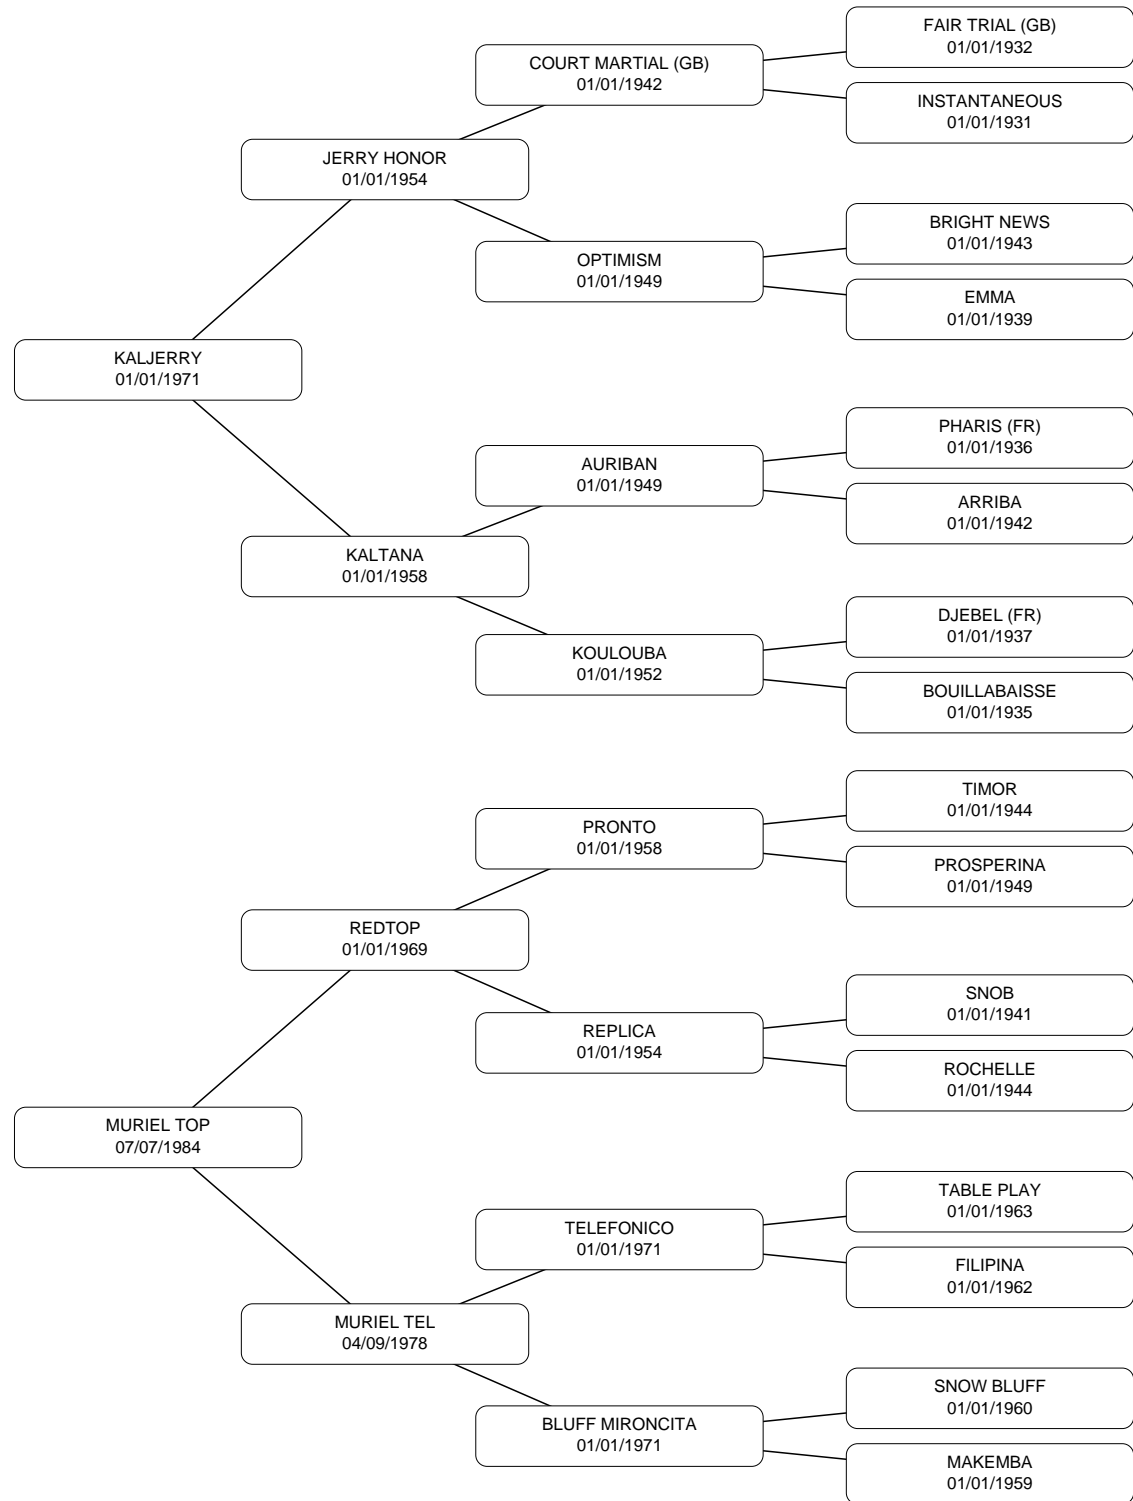 FAIR TRIAL (GB)
01/01/1932
COURT MARTIAL (GB)
01/01/1942
INSTANTANEOUS
01/01/1931
JERRY HONOR
01/01/1954
BRIGHT NEWS
01/01/1943
OPTIMISM
01/01/1949
EMMA
01/01/1939
KALJERRY
01/01/1971
PHARIS (FR)
01/01/1936
AURIBAN
01/01/1949
ARRIBA
01/01/1942
KALTANA
01/01/1958
DJEBEL (FR)
01/01/1937
KOULOUBA
01/01/1952
BOUILLABAISSE
01/01/1935
TIMOR
01/01/1944
PRONTO
01/01/1958
PROSPERINA
01/01/1949
REDTOP
01/01/1969
SNOB
01/01/1941
REPLICA
01/01/1954
ROCHELLE
01/01/1944
MURIEL TOP
07/07/1984
TABLE PLAY
01/01/1963
TELEFONICO
01/01/1971
FILIPINA
01/01/1962
MURIEL TEL
04/09/1978
SNOW BLUFF
01/01/1960
BLUFF MIRONCITA
01/01/1971
MAKEMBA
01/01/1959